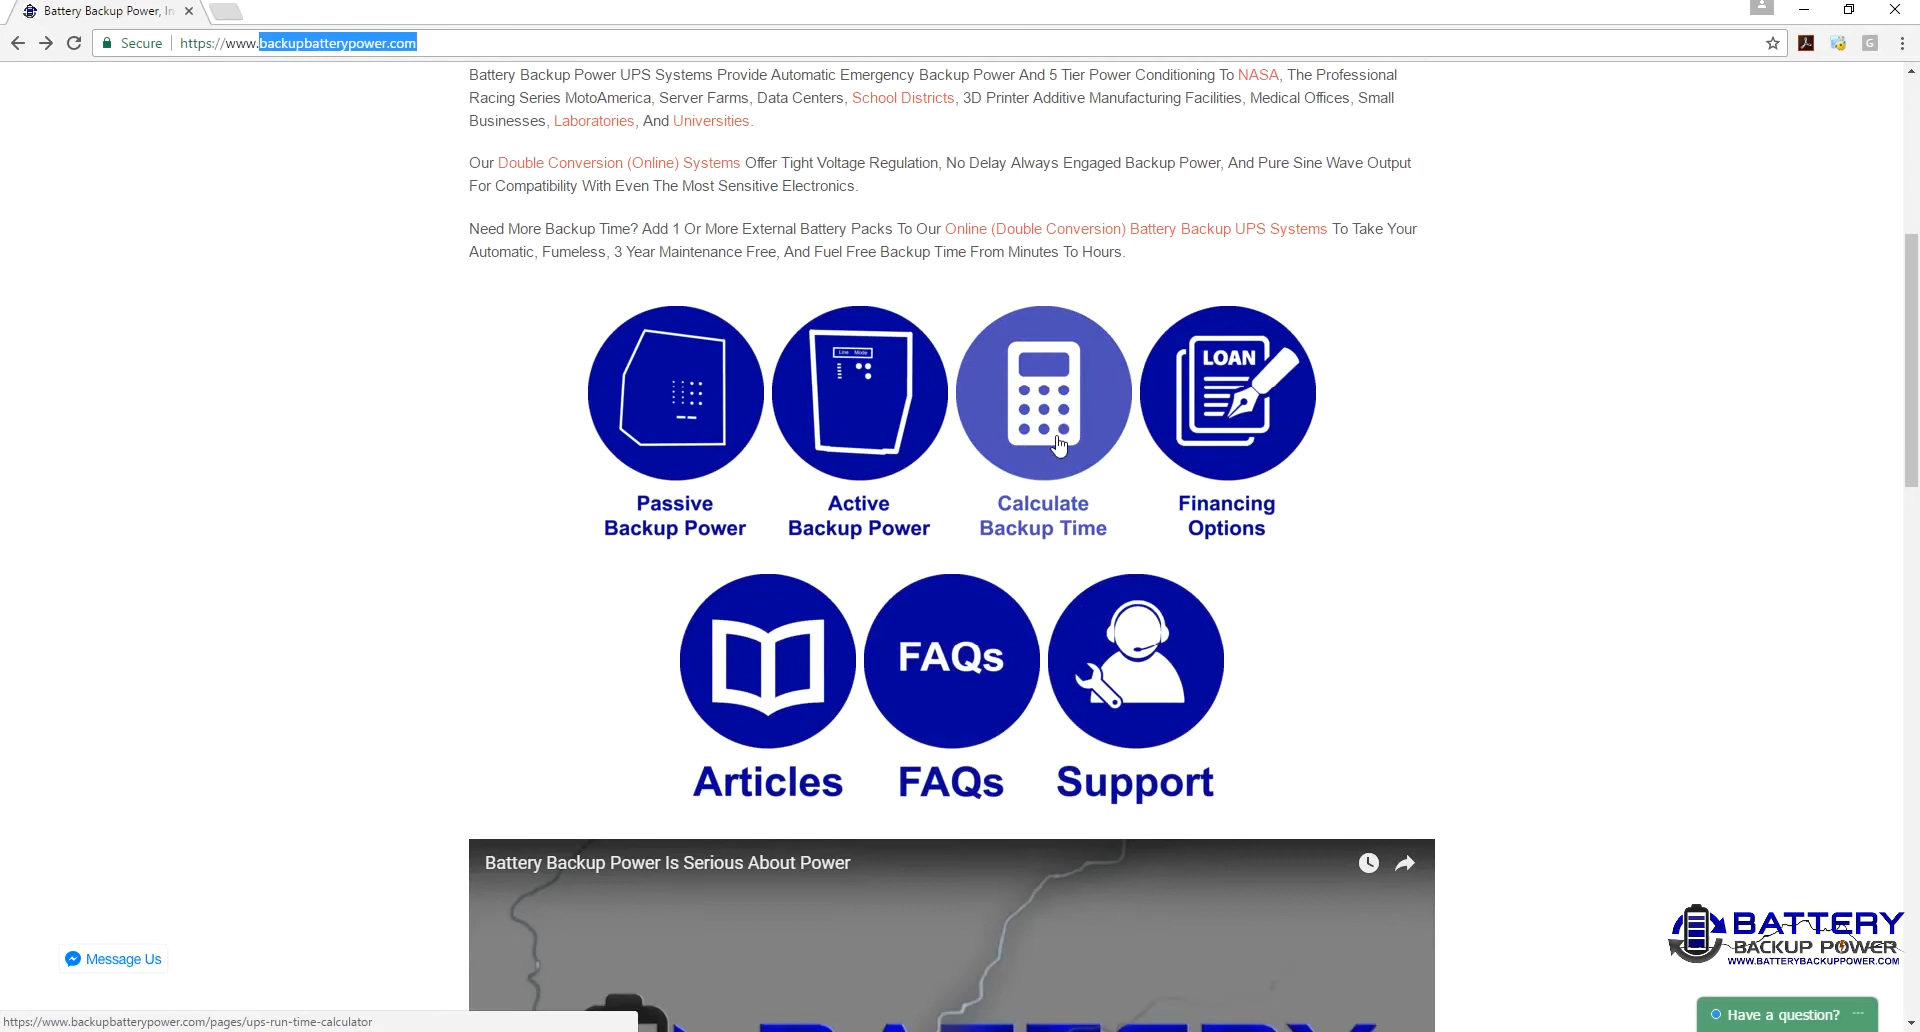 Battery Backup Power, In
Secure https://www.backupbatterypower.com
Battery Backup Power UPS Systems Provide Automatic Emergency Backup Power And 5 Tier Power Conditioning To NASA, The Professional
Racing Series MotoAmerica, Server Farms, Data Centers, School Districts, 3D Printer Additive Manufacturing Facilities, Medical Offices, Small
Businesses, Laboratories, And Universities.
Our Double Conversion (Online) Systems Offer Tight Voltage Regulation, No Delay Always Engaged Backup Power, And Pure Sine Wave Output
For Compatibility With Even The Most Sensitive Electronics.
Need More Backup Time? Add 1 Or More External Battery Packs To Our Online (Double Conversion) Battery Backup UPS Systems To Take Your
Automatic, Fumeless, 3 Year Maintenance Free, And Fuel Free Backup Time From Minutes To Hours.
Line Mode
LOAN
Passive Active Calculate Financing
Backup Power Backup Power Backup Time Options
FAQs
Articles FAQs Support
Battery Backup Power Is Serious About Power
BATTERY
BACKUP POWER
WWW.BATTERYBACKUPPOWER.COM
Message Us
BATTERY
https://www.backupbatterypower.com/pages/ups-run-time-calculator
Have a question?